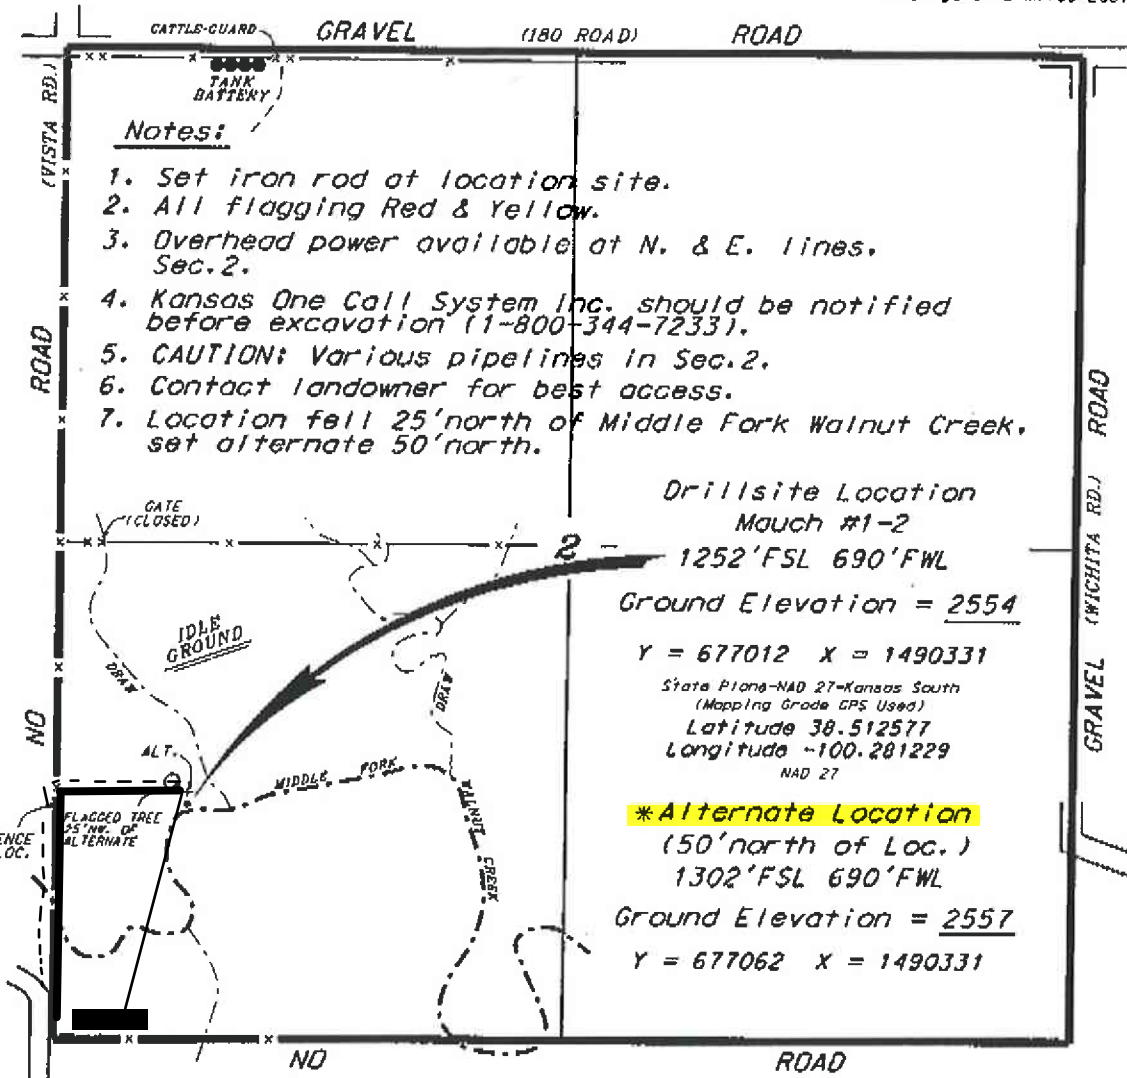 CATTLE-GUARD
GRAVEL (180 ROAD) ROAD
TANK
BATTERY
(VISTA RD.)
Notes:
1. Set iron rod at location site.
2. All flagging Red & Yellow.
3. Overhead power available at N. & E. lines.
Sec.2.
4. Kansas One Call System Inc. should be notified
before excavation (1-800-344-7233).
5. CAUTION: Various pipelines in Sec.2.
6. Contact landowner for best access.
7. Location fell 25'north of Middle Fork Walnut Creek,
set alternate 50'north.
ROAD
ROAD
GATE
(CLOSED)
2
Drillsite Location
Mauch #1-2
1252'FSL 690'FWL
Ground Elevation = 2554
Y = 677012 X = 1490331
State Plane-NAD 27-Kansas South
(Mapping Grade GPS Used)
Latitude 38.512577
Longitude -100.281229
NAD 27
(WICHITA RD.)
GRAVEL
IDLE
GROUND
DRAW
DRAW
NO
ALT.
MIDDLE FORK
WALNUT
CREEK
FLAGGED TREE
25'NW. OF
ALTERNATE
ENCE
LOC.
*Alternate Location
(50'north of Loc.)
1302'FSL 690'FWL
Ground Elevation = 2557
Y = 677062 X = 1490331
NO ROAD